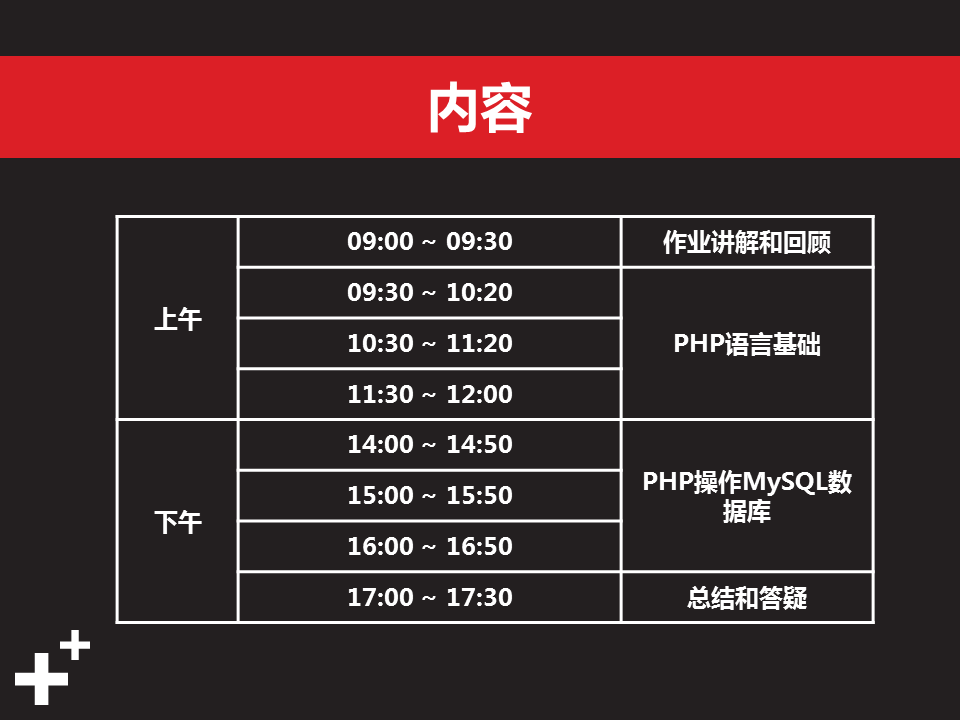 内容
上午
09:00 ~ 09:30
作业讲解和回顾
09:30 ~ 10:20
10:30 ~ 11:20
11:30 ~ 12:00
PHP语言基础
下午
14:00 ~ 14:50
15:00 ~ 15:50
16:00 ~ 16:50
PHP操作MySQL数
据库
17:00 ~ 17:30
总结和答疑